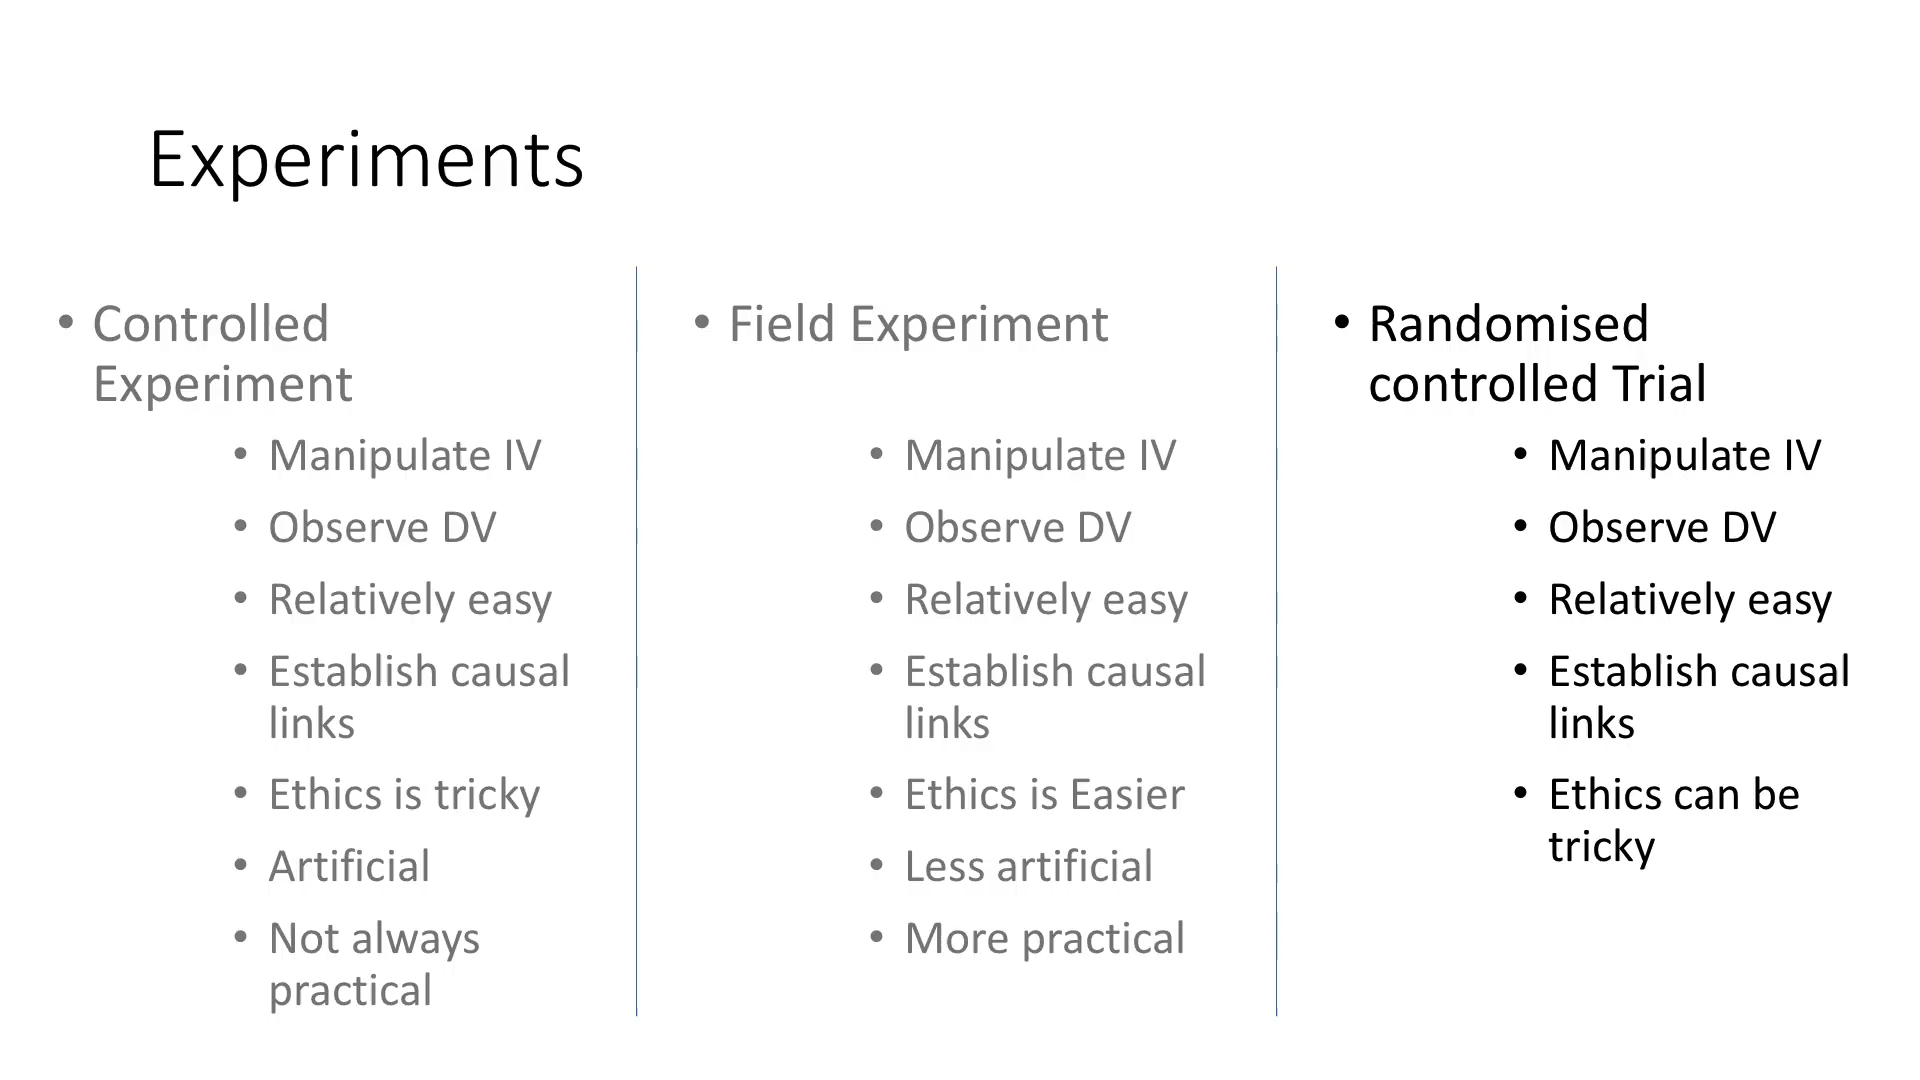 Experiments
• Controlled
Experiment
• Manipulate IV
• Observe DV
• Relatively easy
• Establish causal
links
• Ethics is tricky
• Artificial
• Not always
practical
• Field Experiment
• Manipulate IV
• Observe DV
• Relatively easy
• Establish causal
links
• Ethics is Easier
• Less artificial
• More practical
• Randomised
controlled Trial
• Manipulate IV
• Observe DV
• Relatively easy
• Establish causal
links
• Ethics can be
tricky